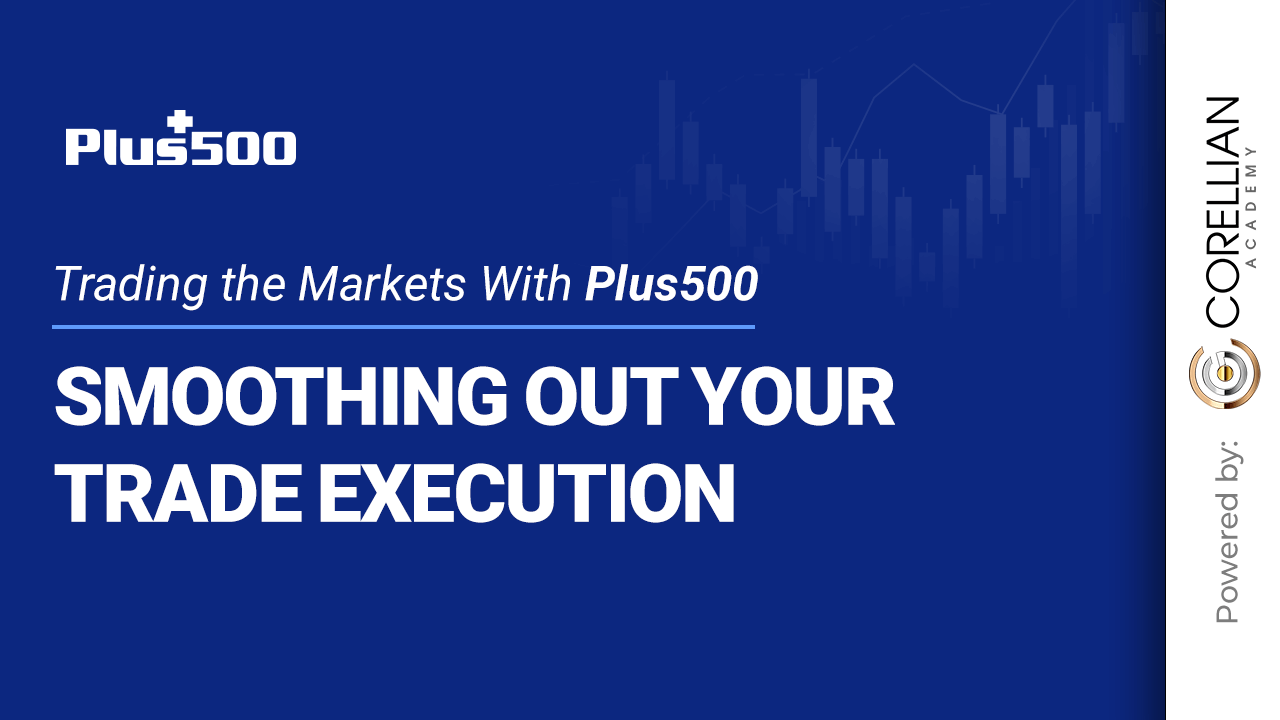 Plus500
Trading the Markets With Plus500
SMOOTHING OUT YOUR
TRADE EXECUTION
Powered by:
CORELLIAN
ACADEMY